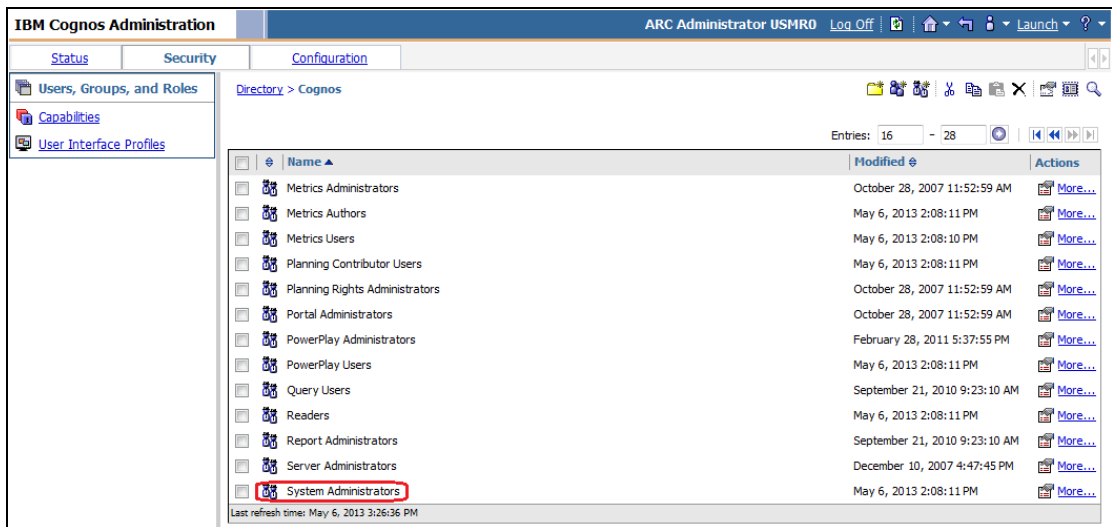 IBM Cognos Administration
ARC Administrator USMR0 Log Off Launch ?
Status Security Configuration
Users, Groups, and Roles
Capabilities
User Interface Profiles
Directory > Cognos
Entries: 16 - 28
Name Modified Actions
Metrics Administrators October 28, 2007 11:52:59 AM More...
Metrics Authors May 6, 2013 2:08:11 PM More...
Metrics Users May 6, 2013 2:08:10 PM More...
Planning Contributor Users May 6, 2013 2:08:11 PM More...
Planning Rights Administrators October 28, 2007 11:52:59 AM More...
Portal Administrators October 28, 2007 11:52:59 AM More...
PowerPlay Administrators February 28, 2011 5:37:55 PM More...
PowerPlay Users May 6, 2013 2:08:11 PM More...
Query Users September 21, 2010 9:23:10 AM More...
Readers May 6, 2013 2:08:11 PM More...
Report Administrators September 21, 2010 9:23:10 AM More...
Server Administrators December 10, 2007 4:47:45 PM More...
System Administrators May 6, 2013 2:08:11 PM More...
Last refresh time: May 6, 2013 3:26:36 PM